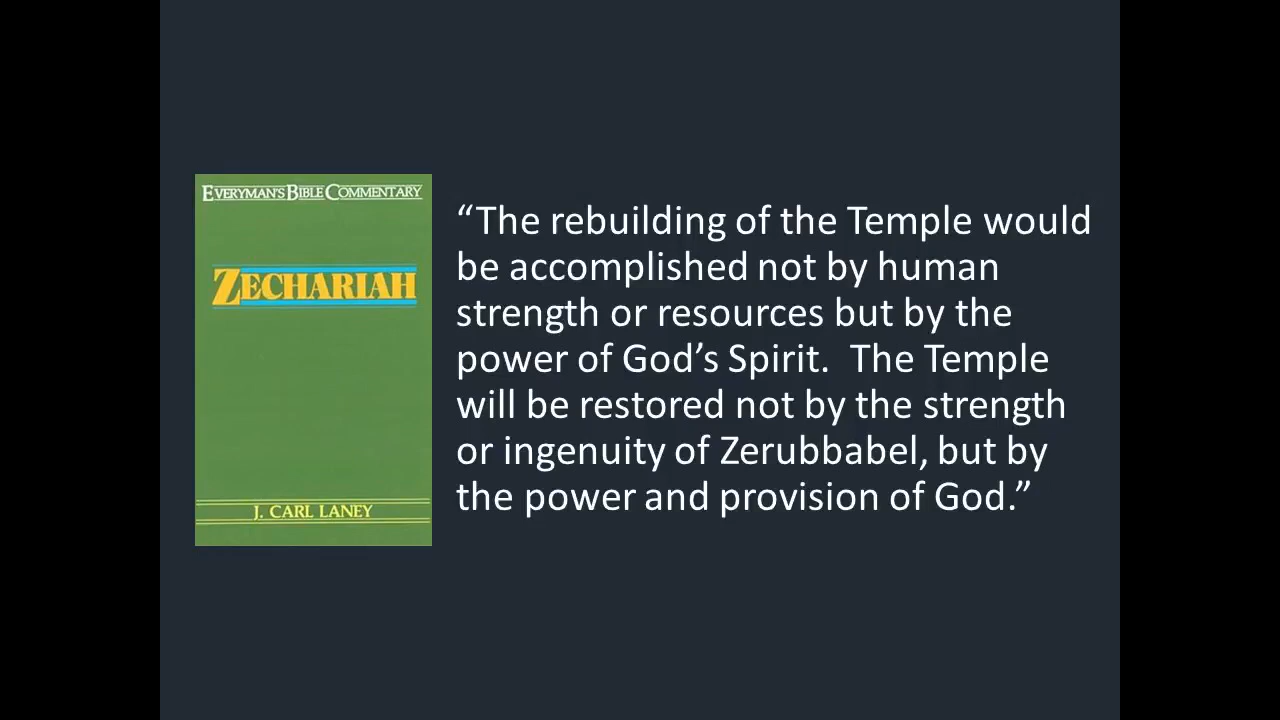 EVERYMAN'S BIBLE COMMENTARY
ZECHARIAH
J. CARL LANEY
“The rebuilding of the Temple would
be accomplished not by human
strength or resources but by the
power of God’s Spirit.  The Temple
will be restored not by the strength
or ingenuity of Zerubbabel, but by
the power and provision of God.”